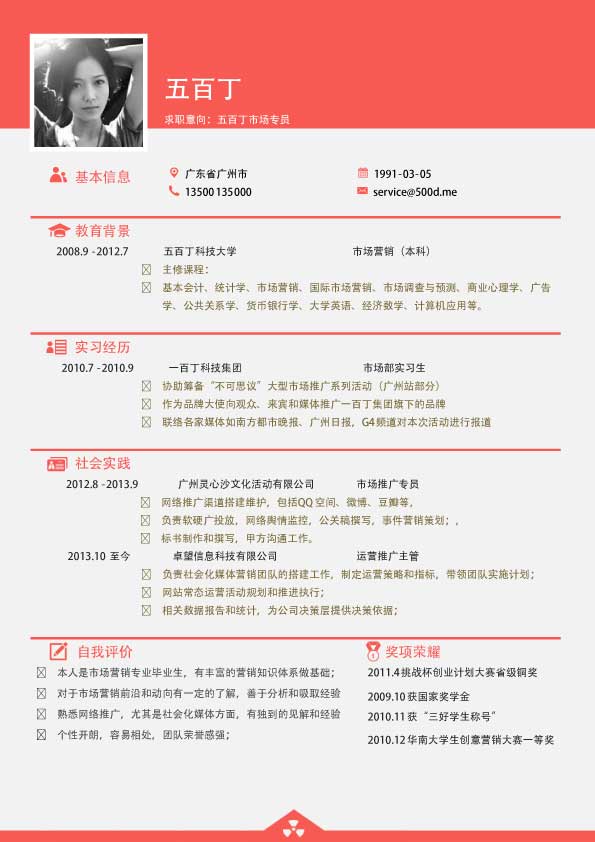 五百丁
求职意向：五百丁市场专员
基本信息
广东省广州市
1991-03-05
13500135000
service@500d.me
教育背景
2008.9 -2012.7 五百丁科技大学 市场营销（本科）
主修课程：
基本会计、统计学、市场营销、国际市场营销、市场调查与预测、商业心理学、广告
学、公共关系学、货币银行学、大学英语、经济数学、计算机应用等。
实习经历
2010.7 -2010.9 一百丁科技集团 市场部实习生
协助筹备“不可思议”大型市场推广系列活动（广州站部分）
作为品牌大使向观众、来宾和媒体推广一百丁集团旗下的品牌
联络各家媒体如南方都市晚报、广州日报，G4频道对本次活动进行报道
社会实践
2012.8 -2013.9 广州灵心沙文化活动有限公司 市场推广专员
网络推广渠道搭建维护，包括QQ空间、微博、豆瓣等，
负责软硬广投放，网络舆情监控，公关稿撰写，事件营销策划；，
标书制作和撰写，甲方沟通工作。
2013.10 至今 卓望信息科技有限公司 运营推广主管
负责社会化媒体营销团队的搭建工作，制定运营策略和指标，带领团队实施计划；
网站常态运营活动规划和推进执行；
相关数据报告和统计，为公司决策层提供决策依据；
自我评价
本人是市场营销专业毕业生，有丰富的营销知识体系做基础；
对于市场营销前沿和动向有一定的了解，善于分析和吸取经验
熟悉网络推广，尤其是社会化媒体方面，有独到的见解和经验
个性开朗，容易相处，团队荣誉感强；
奖项荣耀
2011.4挑战杯创业计划大赛省级铜奖
2009.10获国家奖学金
2010.11获“三好学生称号”
2010.12华南大学生创意营销大赛一等奖